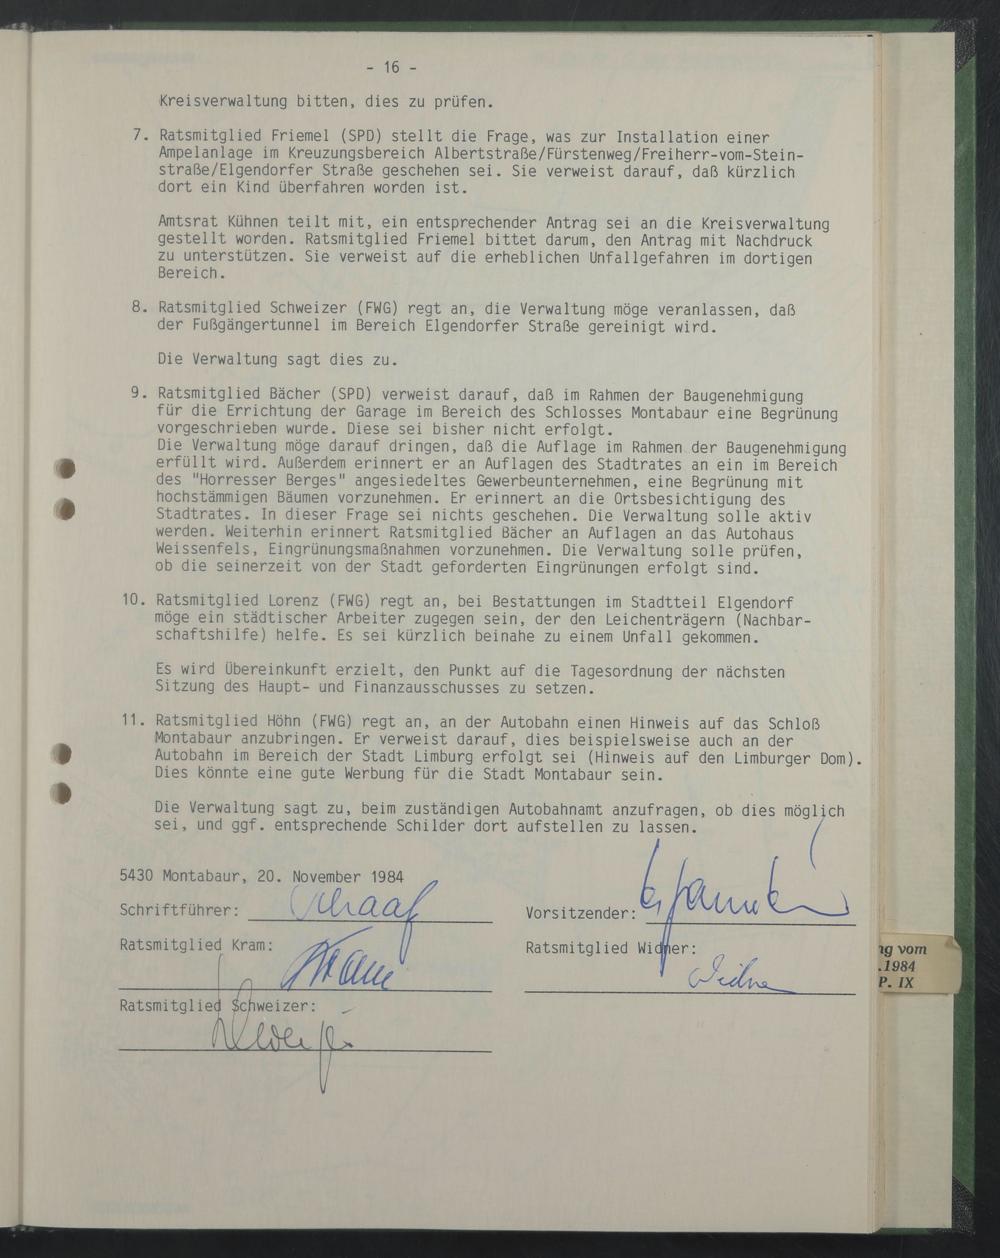 - 16 -
Kreisverwaltung bitten, dies zu prüfen.
7. Ratsmitglied Friemel (SPD) stellt die Frage, was zur Installation einer
Ampelanlage im Kreuzungsbereich Albertstraße/Fürstenweg/Freiherr-vom-Stein-
straße/Elgendorfer Straße geschehen sei. Sie verweist darauf, daß kürzlich
dort ein Kind überfahren worden ist.
Amtsrat Kühnen teilt mit, ein entsprechender Antrag sei an die Kreisverwaltung
gestellt worden. Ratsmitglied Friemel bittet darum, den Antrag mit Nachdruck
zu unterstützen. Sie verweist auf die erheblichen Unfallgefahren im dortigen
Bereich.
8. Ratsmitglied Schweizer (FWG) regt an, die Verwaltung möge veranlassen, daß
der Fußgängertunnel im Bereich Elgendorfer Straße gereinigt wird.
Die Verwaltung sagt dies zu.
9. Ratsmitglied Bächer (SPD) verweist darauf, daß im Rahmen der Baugenehmigung
für die Errichtung der Garage im Bereich des Schlosses Montabaur eine Begrünung
vorgeschrieben wurde. Diese sei bisher nicht erfolgt.
Die Verwaltung möge darauf dringen, daß die Auflage im Rahmen der Baugenehmigung
erfüllt wird. Außerdem erinnert er an Auflagen des Stadtrates an ein im Bereich
des "Horresser Berges" angesiedeltes Gewerbeunternehmen, eine Begrünung mit
hochstämmigen Bäumen vorzunehmen. Er erinnert an die Ortsbesichtigung des
Stadtrates. In dieser Frage sei nichts geschehen. Die Verwaltung solle aktiv
werden. Weiterhin erinnert Ratsmitglied Bächer an Auflagen an das Autohaus
Weissenfels, Eingrünungsmaßnahmen vorzunehmen. Die Verwaltung solle prüfen,
ob die seinerzeit von der Stadt geforderten Eingrünungen erfolgt sind.
10. Ratsmitglied Lorenz (FWG) regt an, bei Bestattungen im Stadtteil Elgendorf
möge ein städtischer Arbeiter zugegen sein, der den Leichenträgern (Nachbar-
schaftshilfe) helfe. Es sei kürzlich beinahe zu einem Unfall gekommen.
Es wird Übereinkunft erzielt, den Punkt auf die Tagesordnung der nächsten
Sitzung des Haupt- und Finanzausschusses zu setzen.
11. Ratsmitglied Höhn (FWG) regt an, an der Autobahn einen Hinweis auf das Schloß
Montabaur anzubringen. Er verweist darauf, dies beispielsweise auch an der
Autobahn im Bereich der Stadt Limburg erfolgt sei (Hinweis auf den Limburger Dom).
Dies könnte eine gute Werbung für die Stadt Montabaur sein.
Die Verwaltung sagt zu, beim zuständigen Autobahnamt anzufragen, ob dies möglich
sei, und ggf. entsprechende Schilder dort aufstellen zu lassen.
5430 Montabaur, 20. November 1984
Schriftführer: Schaaf
Vorsitzender:
Ratsmitglied Kram: Kram
Ratsmitglied Widner: Widner
Ratsmitglied Schweizer: Schweizer
ng vom
.1984
P. IX